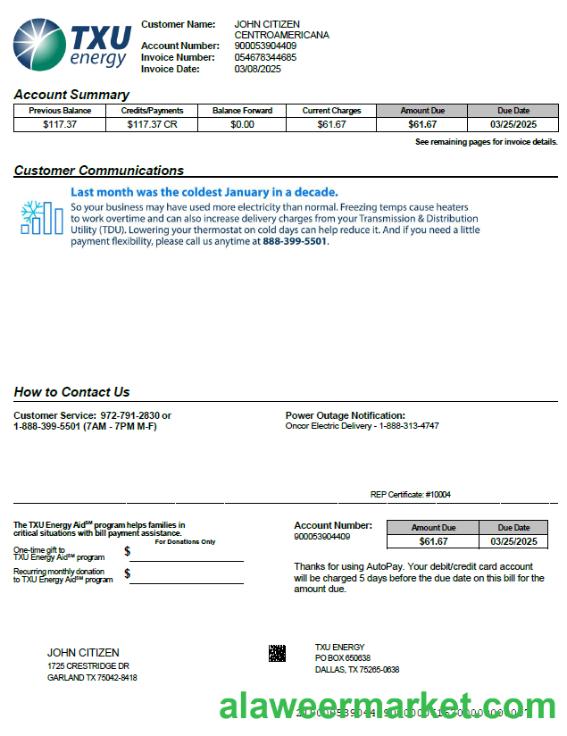 TXU
energy
Customer Name: JOHN CITIZEN
CENTROAMERICANA
Account Number: 900053904409
Invoice Number: 054678344685
Invoice Date: 03/08/2025
Account Summary
Previous Balance Credits/Payments Balance Forward Current Charges Amount Due Due Date
$117.37 $117.37 CR $0.00 $61.67 $61.67 03/25/2025
See remaining pages for invoice details.
Customer Communications
Last month was the coldest January in a decade.
So your business may have used more electricity than normal. Freezing temps cause heaters
to work overtime and can also increase delivery charges from your Transmission & Distribution
Utility (TDU). Lowering your thermostat on cold days can help reduce it. And if you need a little
payment flexibility, please call us anytime at 888-399-5501.
How to Contact Us
Customer Service: 972-791-2830 or
1-888-399-5501 (7AM - 7PM M-F)
Power Outage Notification:
Oncor Electric Delivery - 1-888-313-4747
REP Certificate: #10004
The TXU Energy Aid℠ program helps families in
critical situations with bill payment assistance.
For Donations Only
One-time gift to
TXU Energy Aid℠ program $
Recurring monthly donation
to TXU Energy Aid℠ program $
Account Number:
900053904409
Amount Due Due Date
$61.67 03/25/2025
Thanks for using AutoPay. Your debit/credit card account
will be charged 5 days before the due date on this bill for the
amount due.
JOHN CITIZEN
1725 CRESTRIDGE DR
GARLAND TX 75042-8418
TXU ENERGY
PO BOX 650638
DALLAS, TX 75265-0638
alaweermarket.com